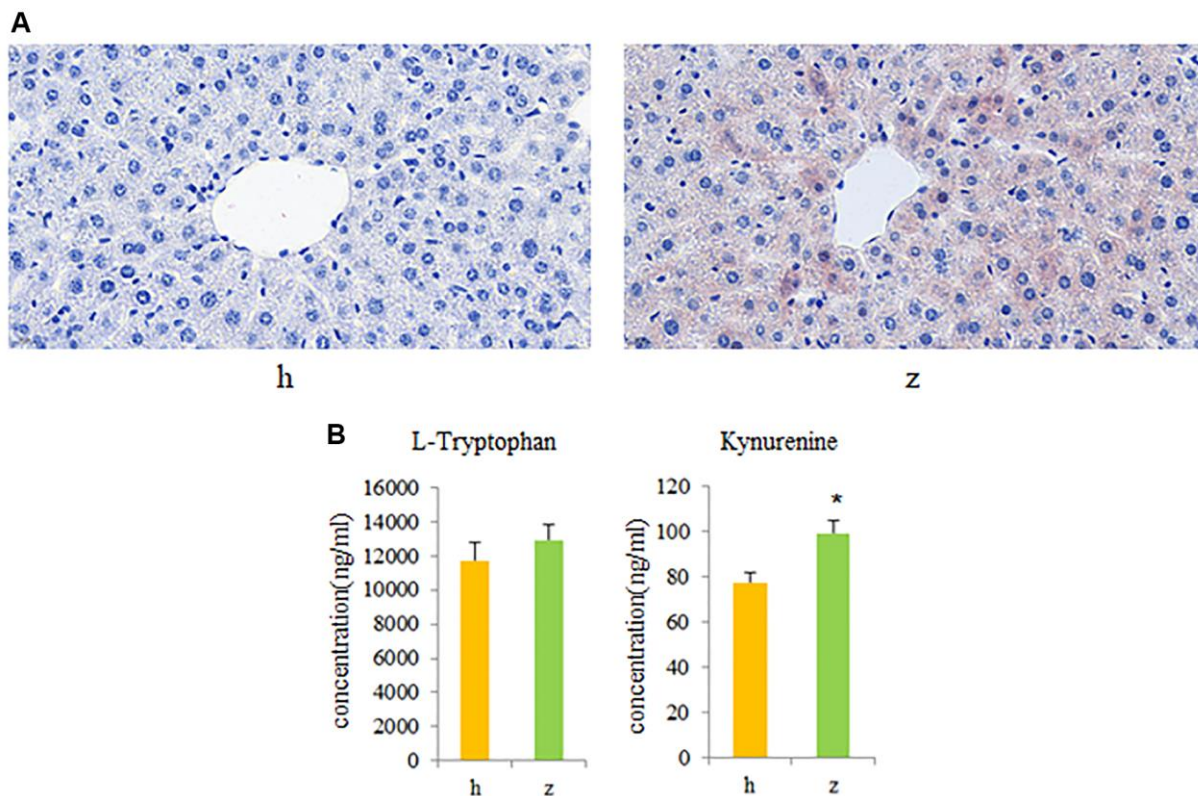 A
h
z
B
L-Tryptophan
concentration(ng/ml)
16000
14000
12000
10000
8000
6000
4000
2000
0
h
z
Kynurenine
concentration(ng/ml)
120
100
80
60
40
20
0
*
h
z